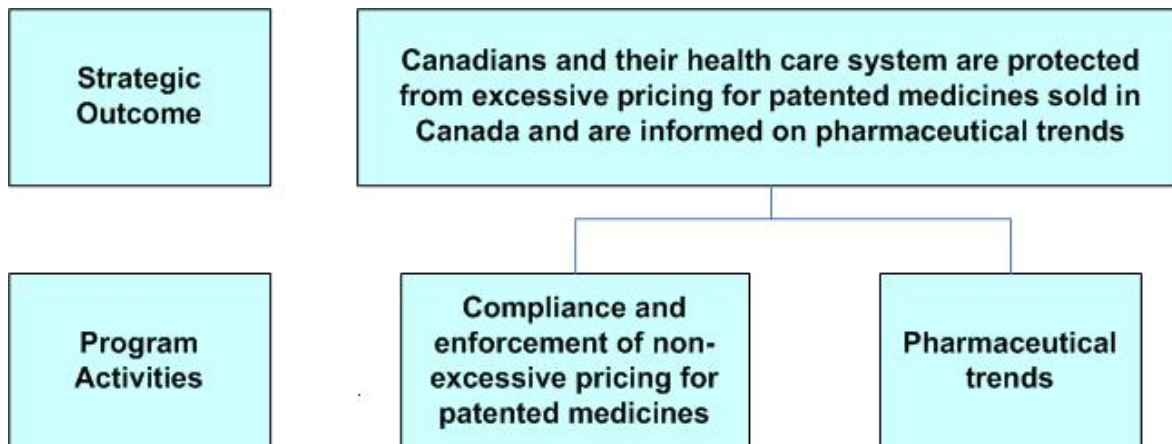 Strategic
Outcome
Canadians and their health care system are protected
from excessive pricing for patented medicines sold in
Canada and are informed on pharmaceutical trends
Program
Activities
Compliance and
enforcement of non-
excessive pricing for
patented medicines
Pharmaceutical
trends